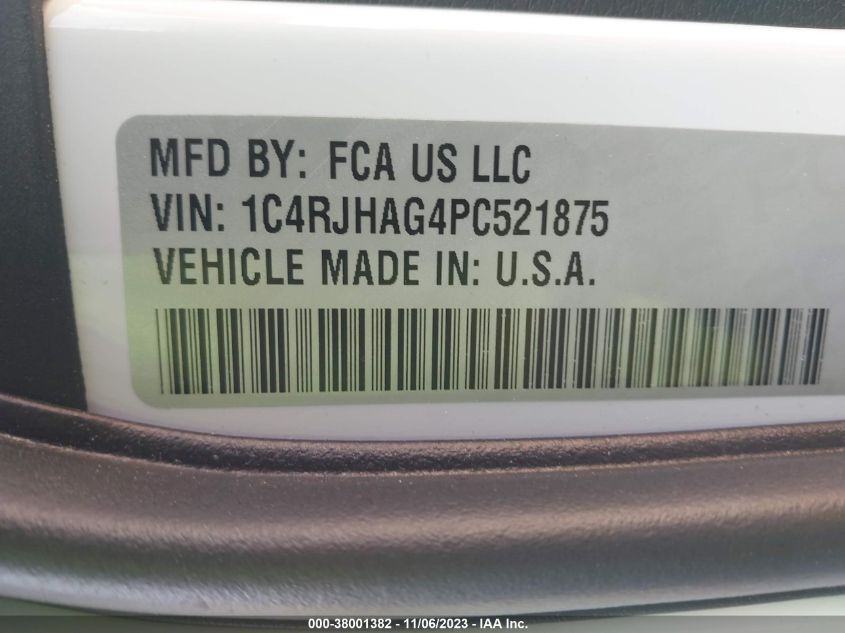 MFD BY: FCA US LLC
VIN: 1C4RJHAG4PC521875
VEHICLE MADE IN: U.S.A.
000-38001382 - 11/06/2023 - IAA Inc.